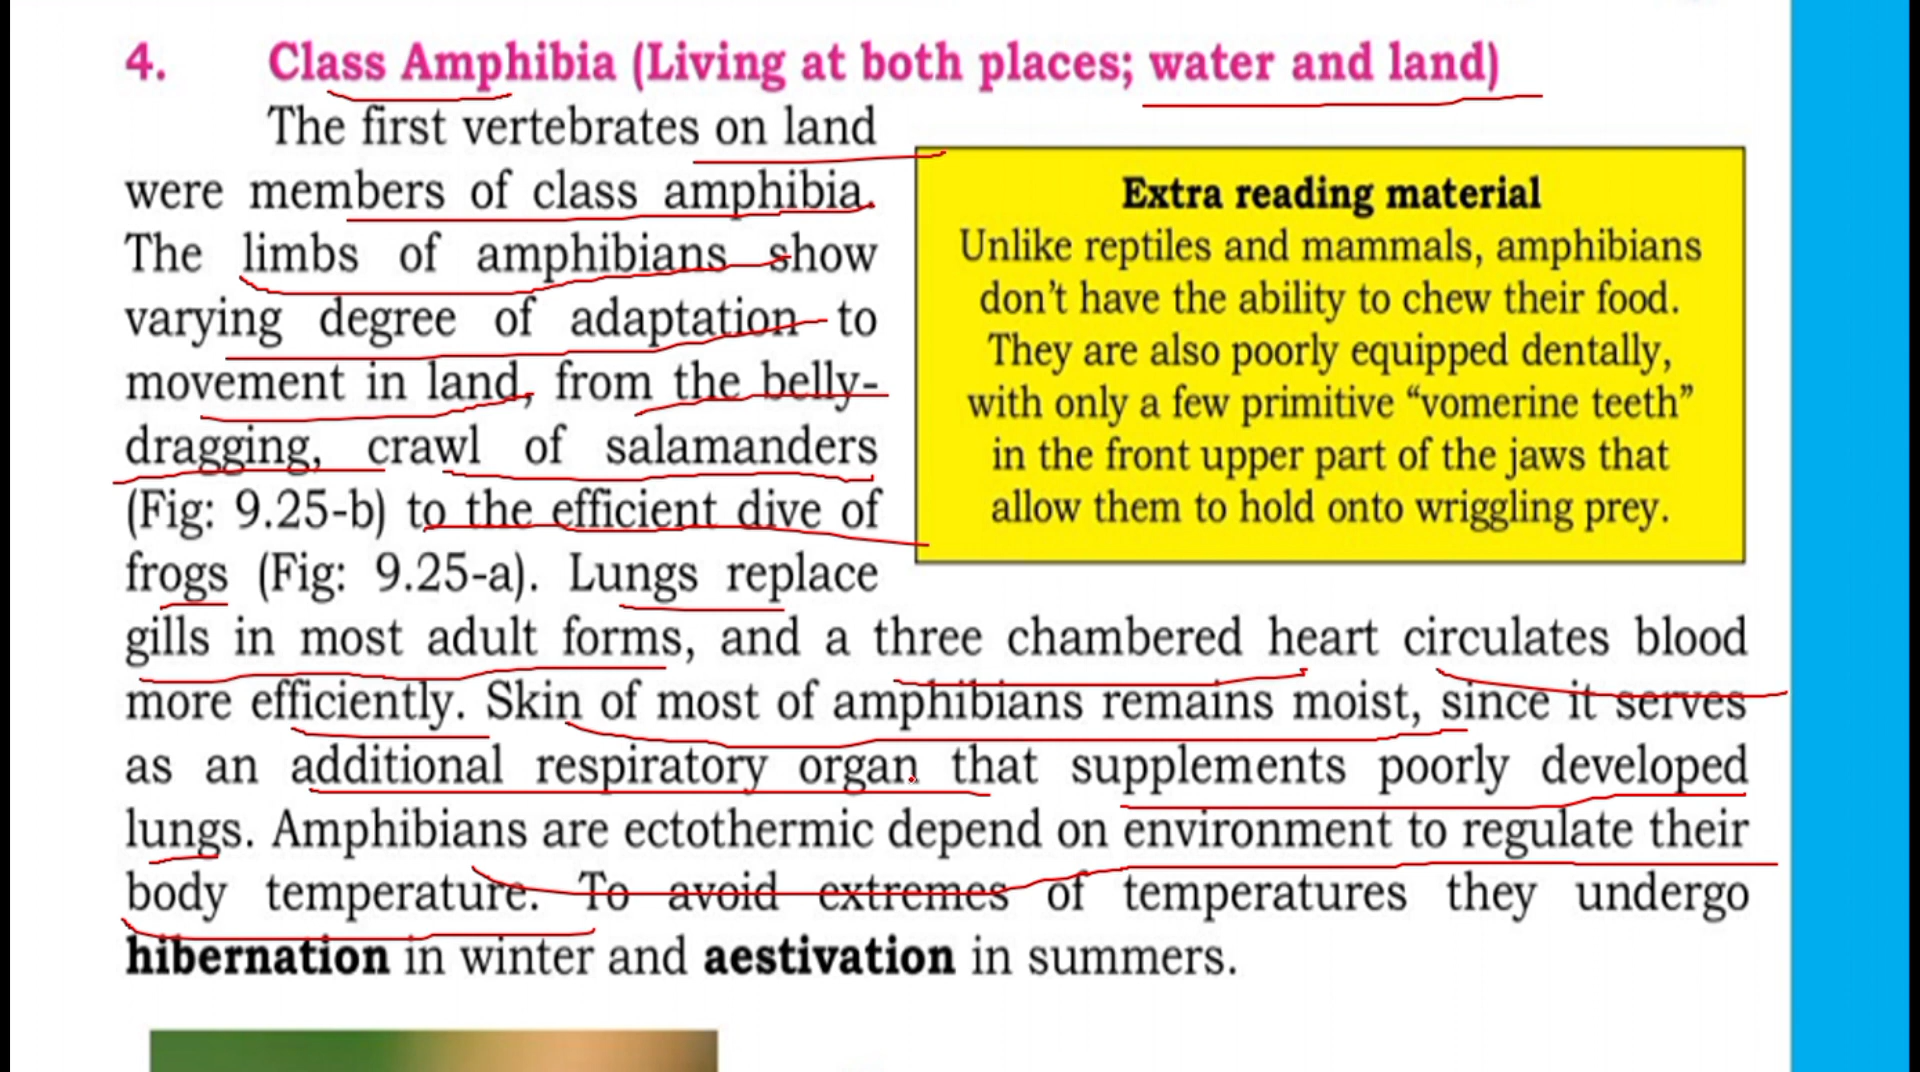 4. Class Amphibia (Living at both places; water and land)
The first vertebrates on land
were members of class amphibia.
The limbs of amphibians show
varying degree of adaptation to
movement in land, from the belly-
dragging, crawl of salamanders
(Fig: 9.25-b) to the efficient dive of
frogs (Fig: 9.25-a). Lungs replace
gills in most adult forms, and a three chambered heart circulates blood
more efficiently. Skin of most of amphibians remains moist, since it serves
as an additional respiratory organ that supplements poorly developed
lungs. Amphibians are ectothermic depend on environment to regulate their
body temperature. To avoid extremes of temperatures they undergo
hibernation in winter and aestivation in summers.
Extra reading material
Unlike reptiles and mammals, amphibians
don't have the ability to chew their food.
They are also poorly equipped dentally,
with only a few primitive “vomerine teeth”
in the front upper part of the jaws that
allow them to hold onto wriggling prey.